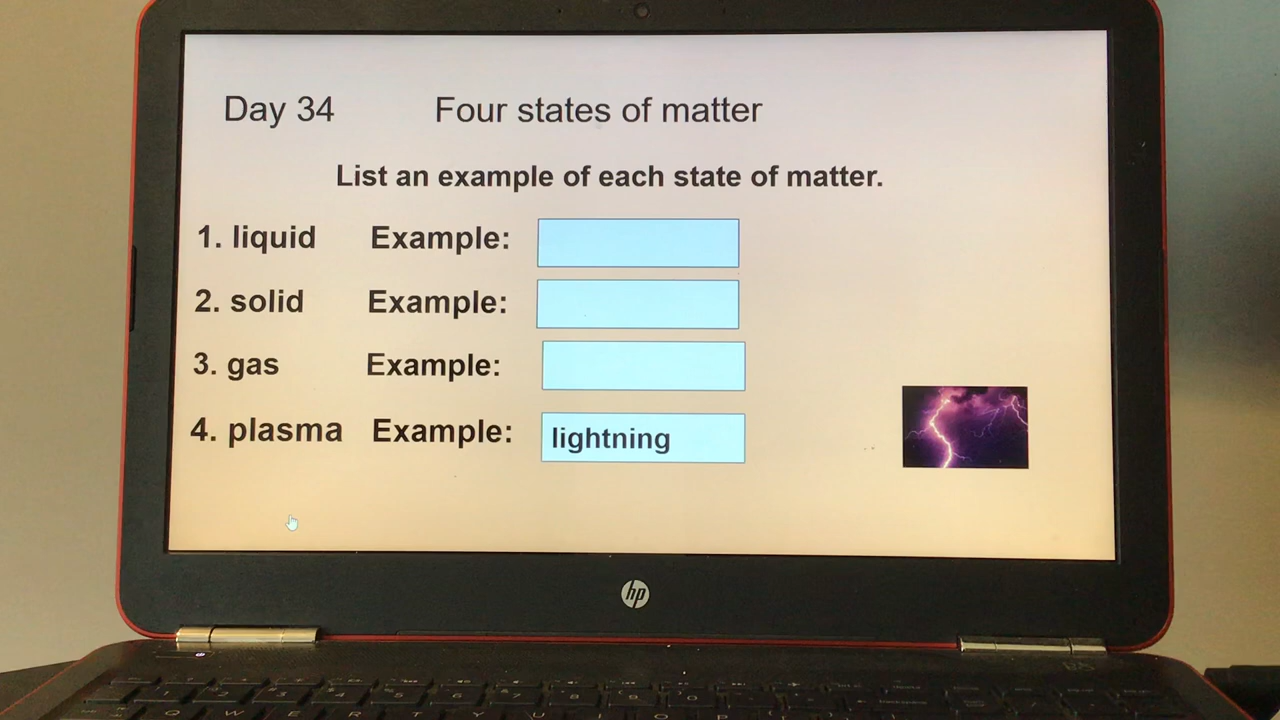 Day 34 Four states of matter
List an example of each state of matter.
1. liquid Example:
2. solid Example:
3. gas Example:
4. plasma Example: lightning
hp